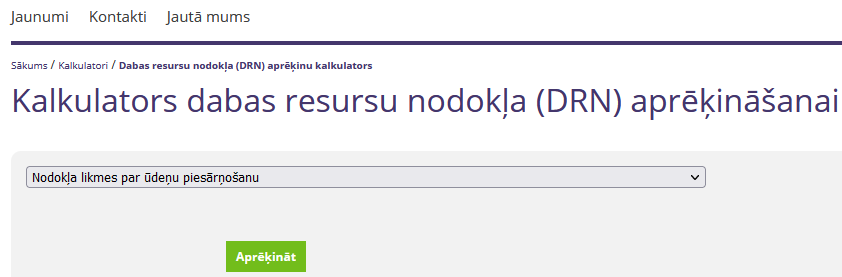 Jaunumi Kontakti Jautā mums
Sākums / Kalkulatori / Dabas resursu nodokļa (DRN) aprēķinu kalkulators
Kalkulators dabas resursu nodokļa (DRN) aprēķināšanai
Nodokļa likmes par ūdeņu piesārņošanu
Aprēķināt